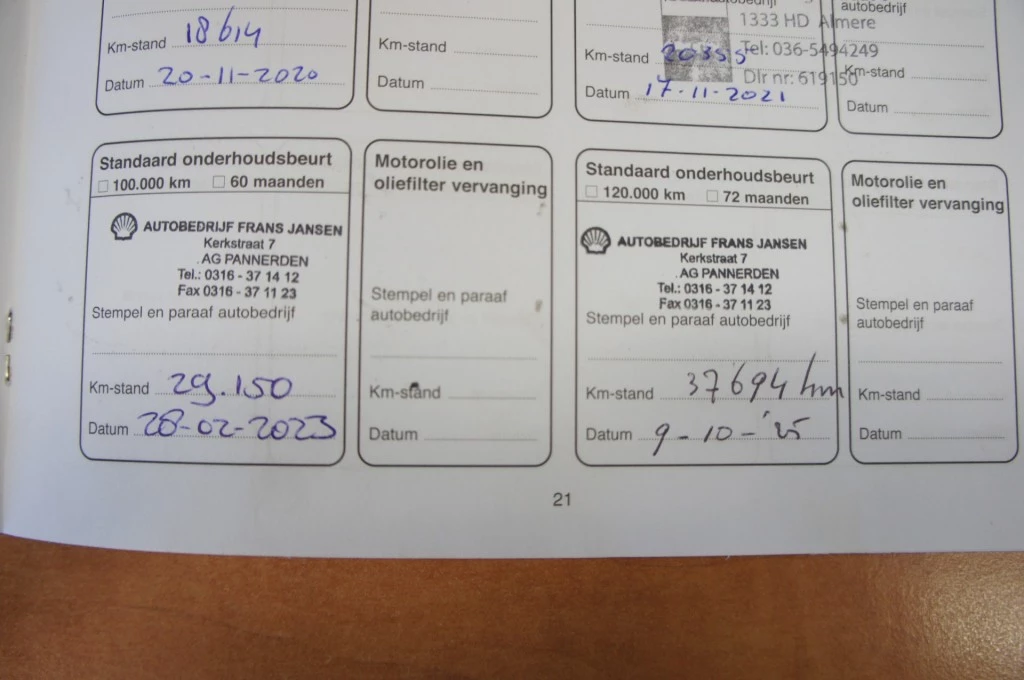 Km-stand 18614
Datum 20-11-2020
Km-stand
Datum
1333 HD Almere
Tel: 036-5494249
Dlr nr: 619150
Km-stand 20355
Datum 17-11-2021
autobedrijf
Km-stand
Datum
Standaard onderhoudsbeurt
100.000 km 60 maanden
AUTOBEDRIJF FRANS JANSEN
Kerkstraat 7
AG PANNERDEN
Tel.: 0316 - 37 14 12
Fax 0316 - 37 11 23
Stempel en paraaf autobedrijf
Km-stand 29.150
Datum 28-02-2023
Motorolie en
oliefilter vervanging
Stempel en paraaf
autobedrijf
Km-stand
Datum
Standaard onderhoudsbeurt
120.000 km 72 maanden
AUTOBEDRIJF FRANS JANSEN
Kerkstraat 7
AG PANNERDEN
Tel.: 0316 - 37 14 12
Fax 0316 - 37 11 23
Stempel en paraaf autobedrijf
Km-stand 37694 km
Datum 9-10-'25
Motorolie en
oliefilter vervanging
Stempel en paraaf
autobedrijf
Km-stand
Datum
21